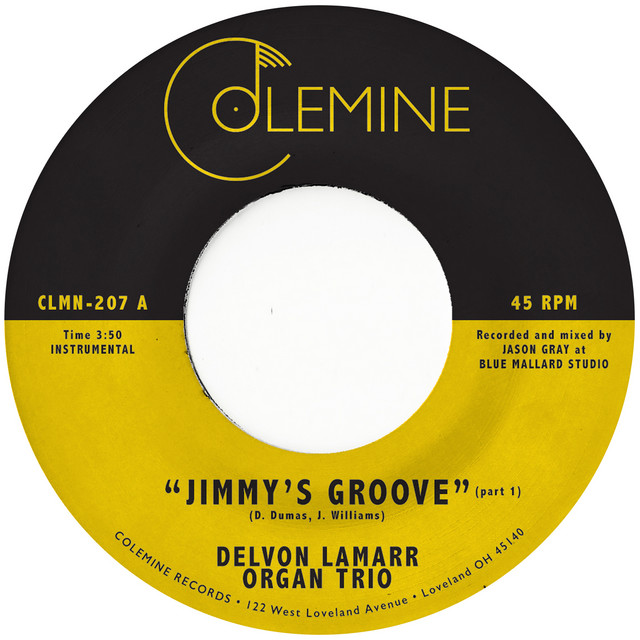 COLEMINE
CLMN-207 A
45 RPM
Time 3:50
INSTRUMENTAL
Recorded and mixed by
JASON GRAY at
BLUE MALLARD STUDIO
“JIMMY’S GROOVE” (part 1)
(D. Dumas, J. Williams)
DELVON LAMARR
ORGAN TRIO
COLEMINE RECORDS • 122 West Loveland Avenue • Loveland OH 45140